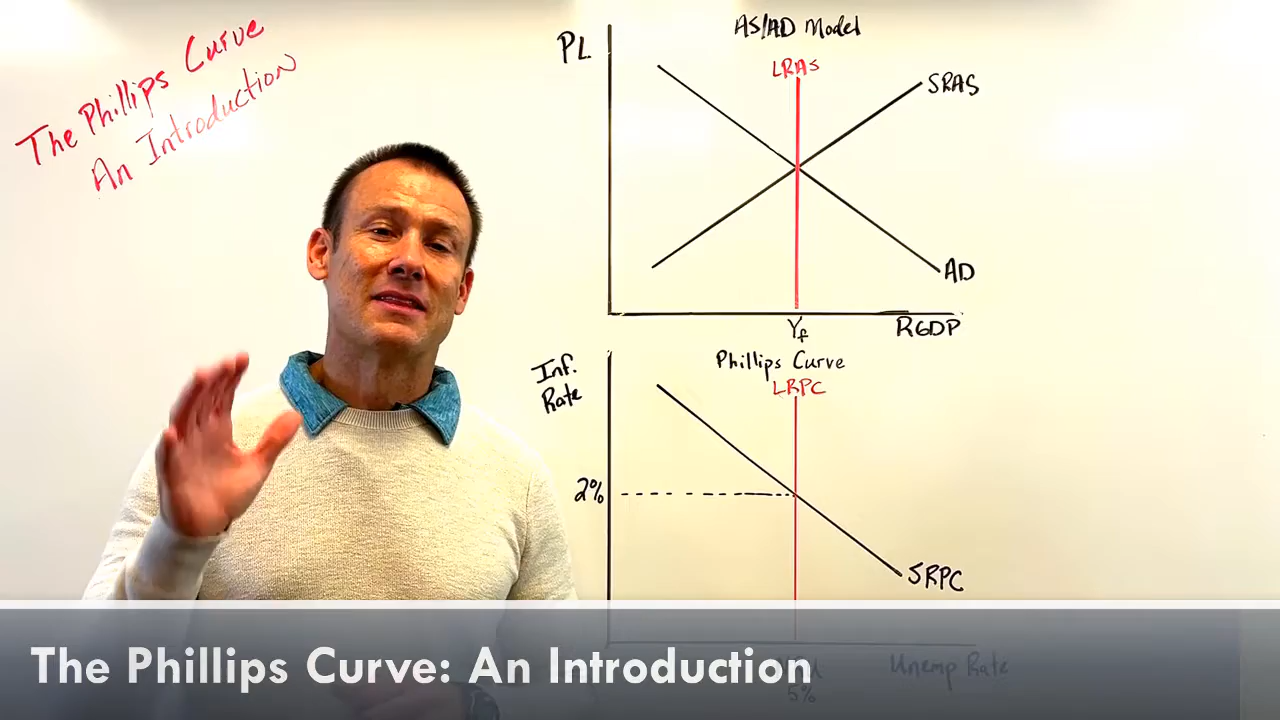 The Phillips Curve
An Introduction
AS/AD Model
PL
LRAS
SRAS
AD
Yf
RGDP
Phillips Curve
LRPC
Inf.
Rate
2%
SRPC
Unemp Rate
5%
The Phillips Curve: An Introduction